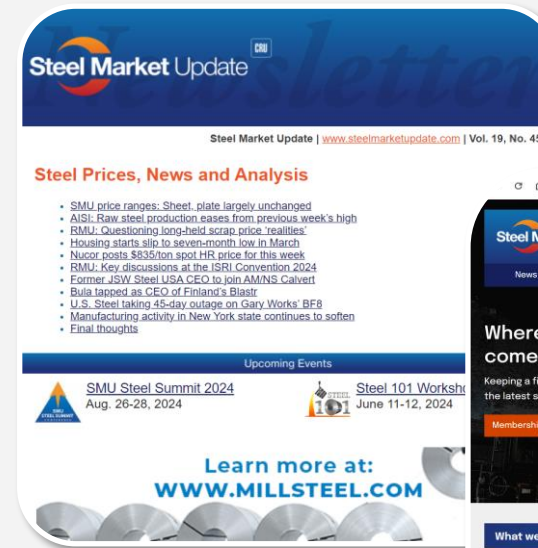 Newsletter
CRU
Steel Market Update
Steel Market Update | www.steelmarketupdate.com | Vol. 19, No. 45
Steel Prices, News and Analysis
SMU price ranges: Sheet, plate largely unchanged
AISI: Raw steel production eases from previous week's high
RMU: Questioning long-held scrap price 'realities'
Housing starts slip to seven-month low in March
Nucor posts $835/ton spot HR price for this week
RMU: Key discussions at the ISRI Convention 2024
Former JSW Steel USA CEO to join AM/NS Calvert
Bula tapped as CEO of Finland's Blastr
U.S. Steel taking 45-day outage on Gary Works' BF8
Manufacturing activity in New York state continues to soften
Final thoughts
Upcoming Events
SMU Steel Summit 2024
Aug. 26-28, 2024
SMU
STEEL SUMMIT
STEEL
101
Steel 101
June 11-12, 2024
Learn more at:
WWW.MILLSTEEL.COM
Steel
News
Where
come
Keeping a
the latest
What we